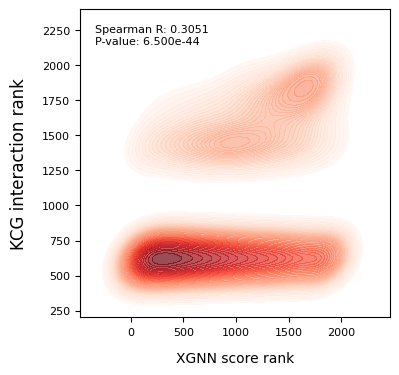 Spearman R: 0.3051
P-value: 6.500e-44
KCG interaction rank
2250
2000
1750
1500
1250
1000
750
500
250
0 500 1000 1500 2000
XGNN score rank